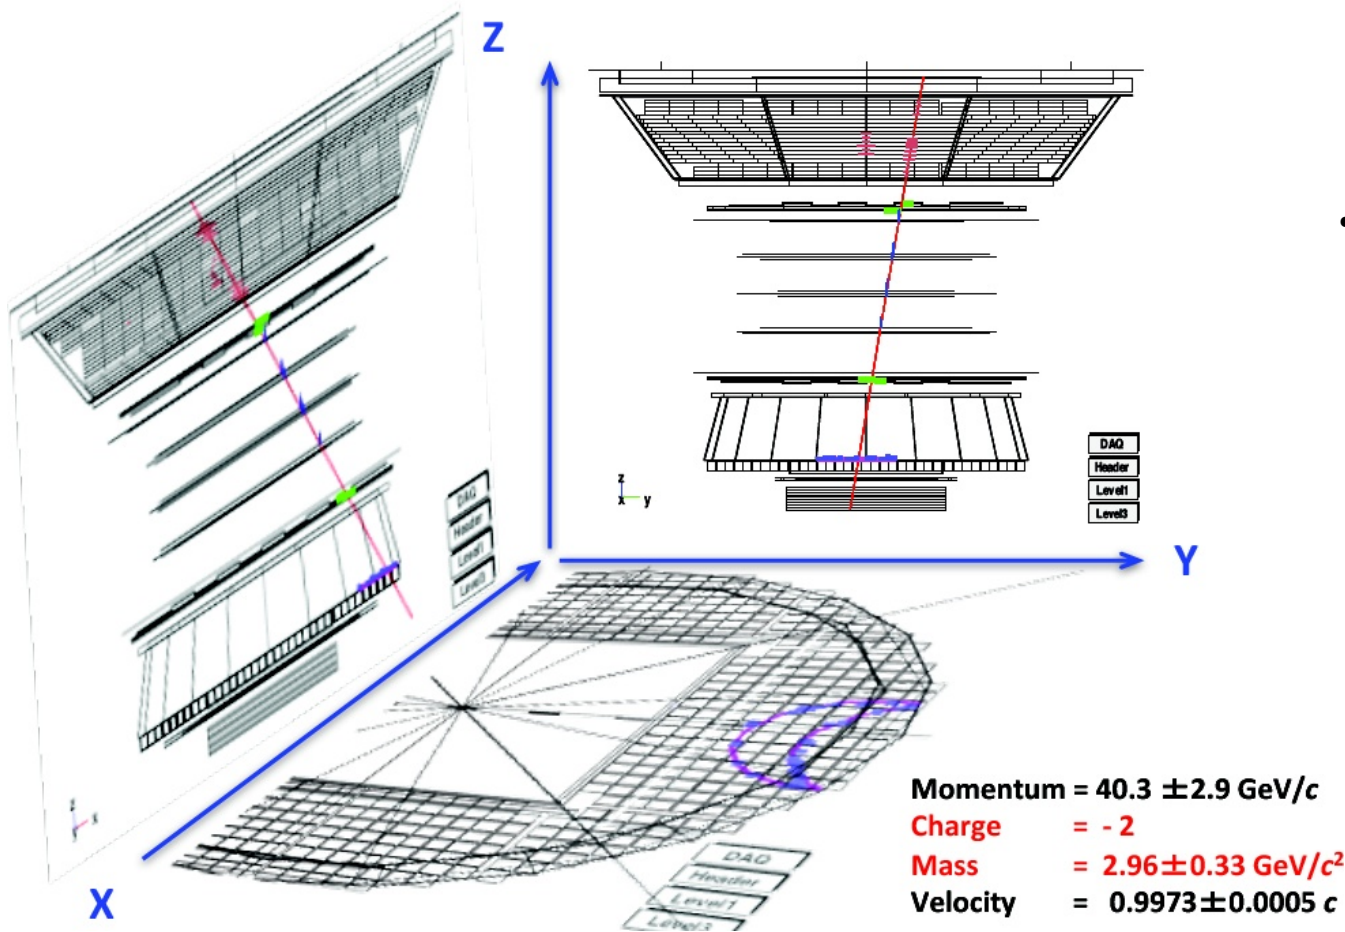 Z
DAQ
Header
Level1
Level3
z
x y
Y
DAQ
Header
Level1
Level3
z
x
X
DAQ
Header
Level1
Level3
Momentum = 40.3 ±2.9 GeV/c
Charge = - 2
Mass = 2.96±0.33 GeV/c²
Velocity = 0.9973±0.0005 c